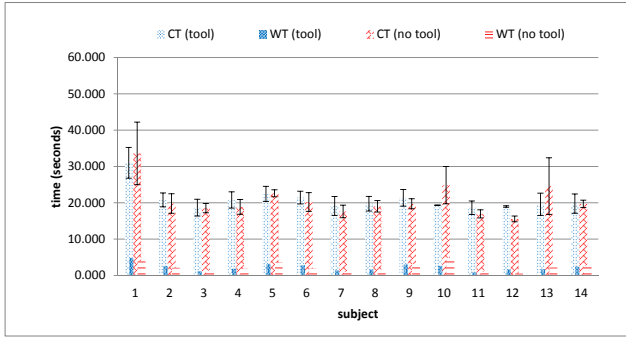 CT (tool) WT (tool) CT (no tool) WT (no tool)
60.000
50.000
40.000
30.000
20.000
10.000
0.000
time (seconds)
1 2 3 4 5 6 7 8 9 10 11 12 13 14
subject